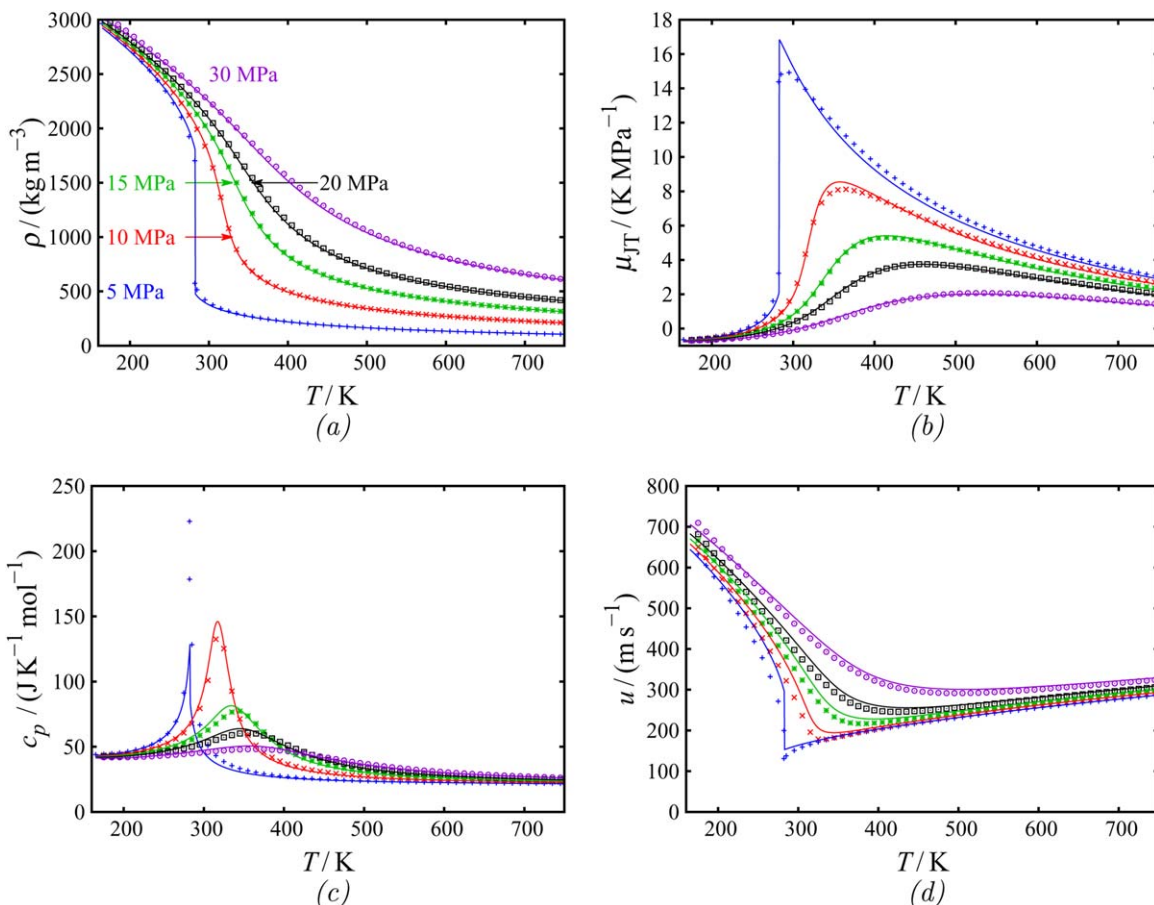 3000
2500
2000
1500
1000
500
0
ρ / (kg m⁻³)
30 MPa
20 MPa
15 MPa
10 MPa
5 MPa
200 300 400 500 600 700
T / K
(a)
18
16
14
12
10
8
6
4
2
0
μJT / (K MPa⁻¹)
200 300 400 500 600 700
T / K
(b)
250
200
150
100
50
0
cp / (J K⁻¹ mol⁻¹)
200 300 400 500 600 700
T / K
(c)
800
700
600
500
400
300
200
100
0
u / (m s⁻¹)
200 300 400 500 600 700
T / K
(d)